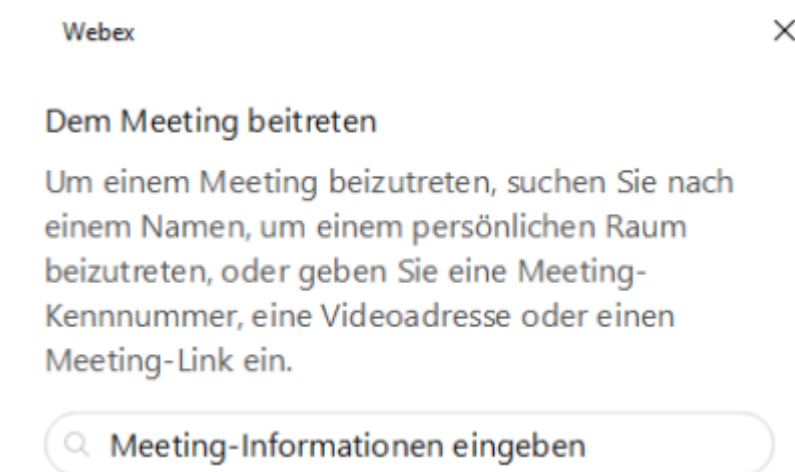 Webex
Dem Meeting beitreten
Um einem Meeting beizutreten, suchen Sie nach
einem Namen, um einem persönlichen Raum
beizutreten, oder geben Sie eine Meeting-
Kennnummer, eine Videoadresse oder einen
Meeting-Link ein.
Meeting-Informationen eingeben